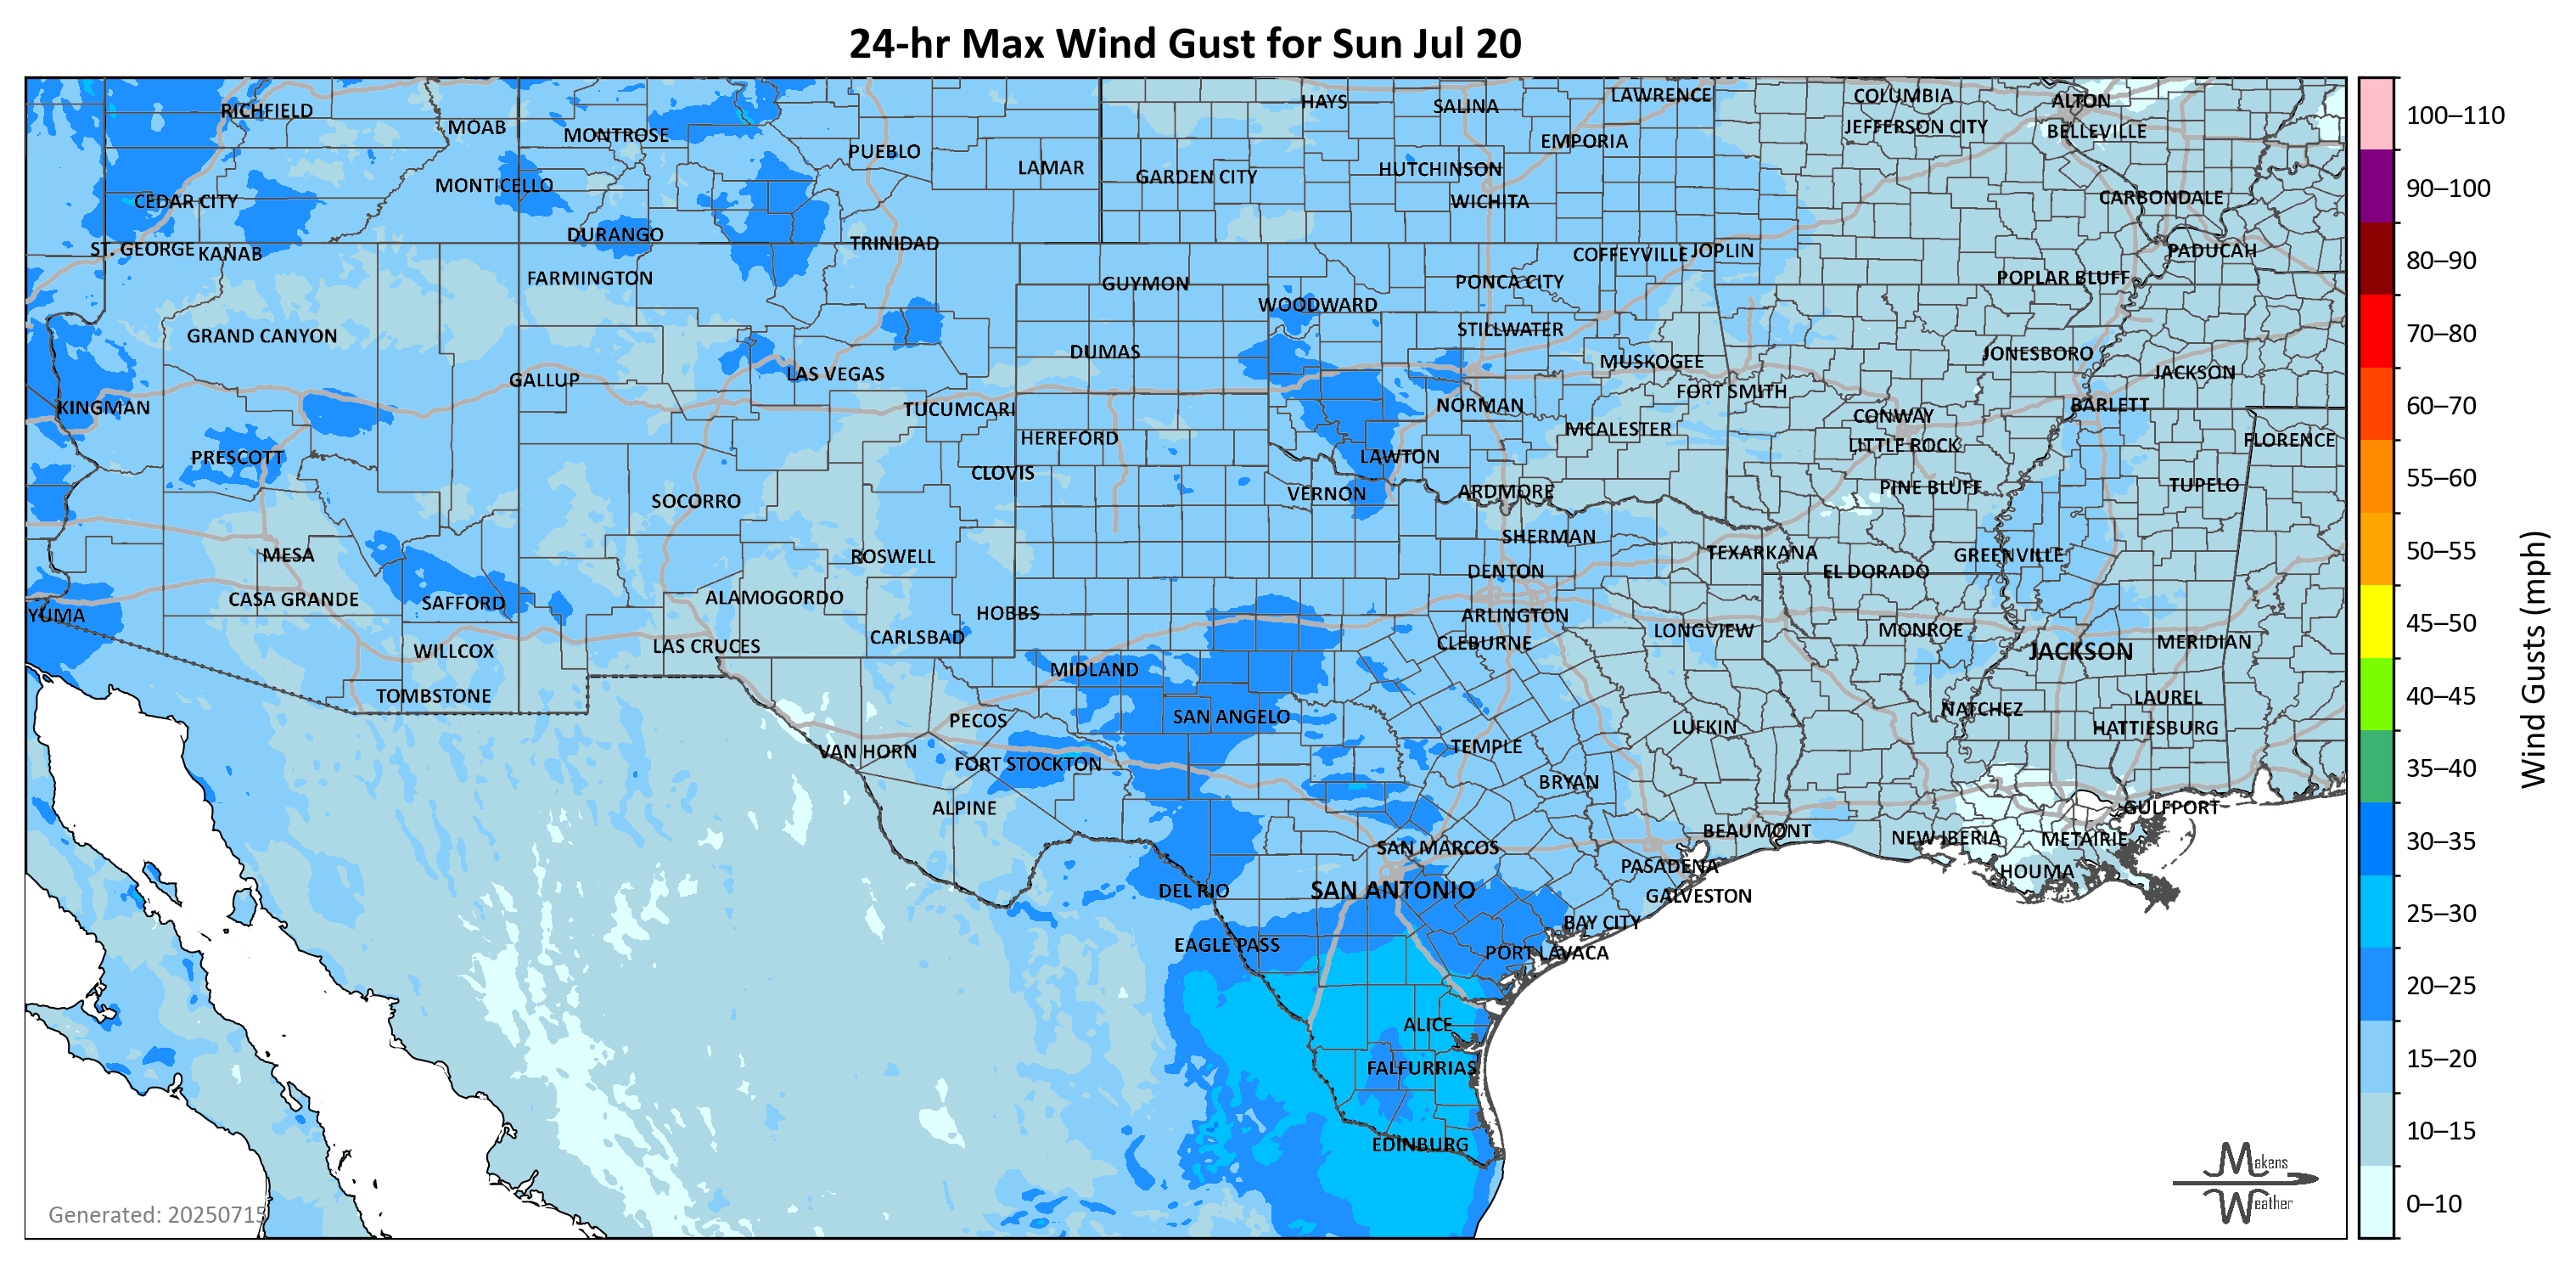 24-hr Max Wind Gust for Sun Jul 20
RICHFIELD
MOAB
MONTROSE
PUEBLO
LAMAR
HAYS
SALINA
LAWRENCE
COLUMBIA
ALTON
JEFFERSON CITY
BELLEVILLE
EMPORIA
GARDEN CITY
HUTCHINSON
WICHITA
CEDAR CITY
MONTICELLO
CARBONDALE
ST. GEORGE
KANAB
DURANGO
TRINIDAD
COFFEYVILLE
JOPLIN
PADUCAH
FARMINGTON
GUYMON
PONCA CITY
POPLAR BLUFF
WOODWARD
GRAND CANYON
STILLWATER
DUMAS
MUSKOGEE
JONESBORO
GALLUP
LAS VEGAS
JACKSON
KINGMAN
TUCUMCARI
NORMAN
FORT SMITH
CONWAY
BARLETT
PRESCOTT
HEREFORD
MCALESTER
LITTLE ROCK
FLORENCE
CLOVIS
LAWTON
SOCORRO
VERNON
ARDMORE
PINE BLUFF
TUPELO
MESA
ROSWELL
SHERMAN
TEXARKANA
GREENVILLE
DENTON
EL DORADO
CASA GRANDE
SAFFORD
ALAMOGORDO
HOBBS
ARLINGTON
YUMA
WILLCOX
LAS CRUCES
CARLSBAD
CLEBURNE
LONGVIEW
MONROE
JACKSON
MERIDIAN
TOMBSTONE
MIDLAND
PECOS
SAN ANGELO
LUFKIN
NATCHEZ
LAUREL
HATTIESBURG
VAN HORN
FORT STOCKTON
TEMPLE
BRYAN
ALPINE
GULFPORT
SAN MARCOS
BEAUMONT
NEW IBERIA
METAIRIE
DEL RIO
SAN ANTONIO
PASADENA
GALVESTON
HOUMA
EAGLE PASS
BAY CITY
PORT LAVACA
ALICE
FALFURRIAS
EDINBURG
Generated: 20250715
Makens
Weather
100–110
90–100
80–90
70–80
60–70
55–60
50–55
45–50
40–45
35–40
30–35
25–30
20–25
15–20
10–15
0–10
Wind Gusts (mph)